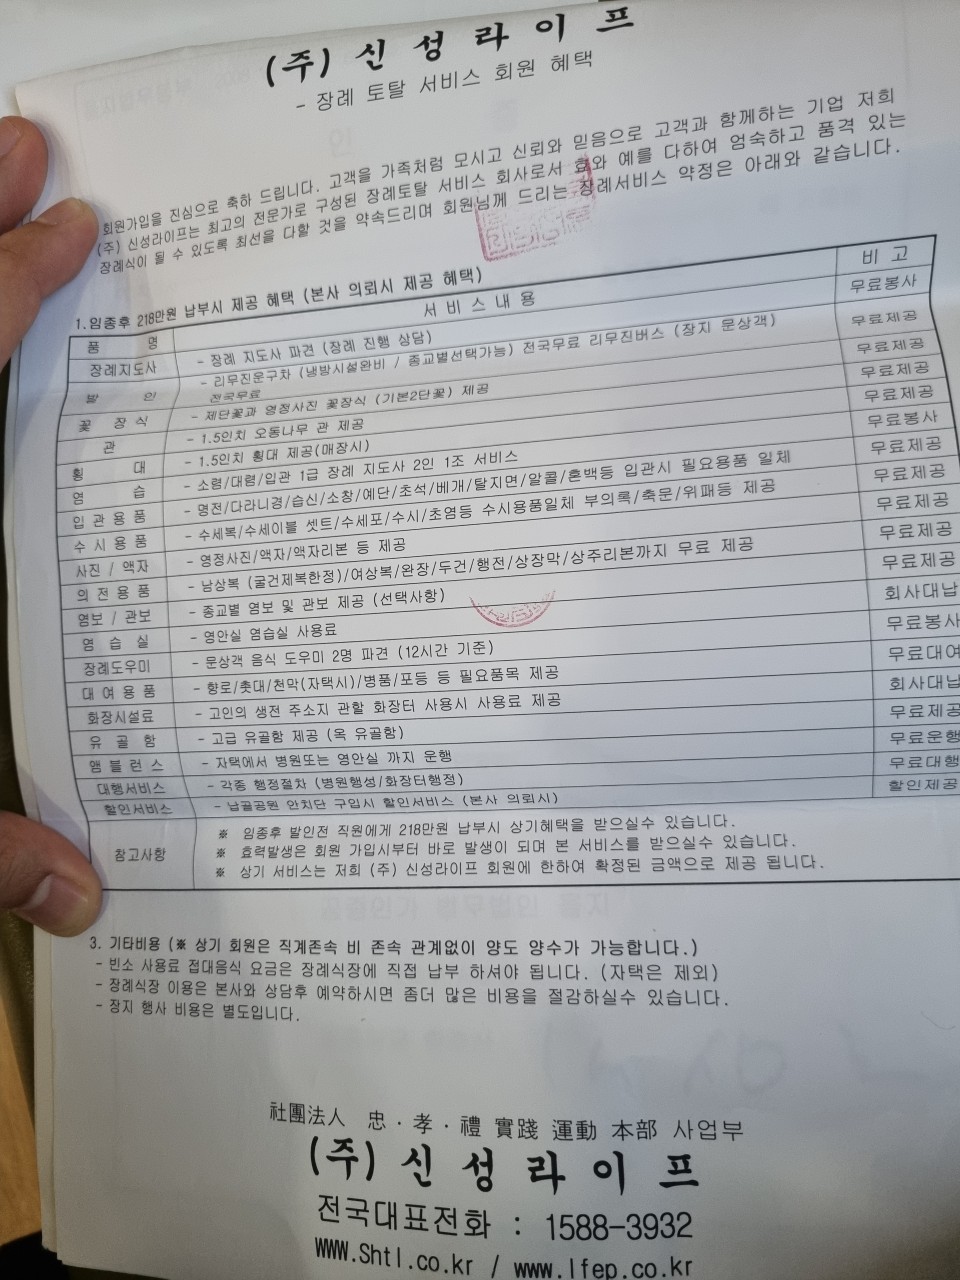 (주) 신 성 라 이 프
- 장례 토탈 서비스 회원 혜택
회원가입을 진심으로 축하 드립니다. 고객을 가족처럼 모시고 신뢰와 믿음으로 고객과 함께하는 기업 저희
(주) 신성라이프는 최고의 전문가로 구성된 장례토탈 서비스 회사로서 효와 예를 다하여 엄숙하고 품격 있는
장례식이 될 수 있도록 최선을 다할 것을 약속드리며 회원님께 드리는 장례서비스 약정은 아래와 같습니다.
1.임종후 218만원 납부시 제공 혜택 (본사 의뢰시 제공 혜택)
품 명 서 비 스 내 용 비 고
장례지도사 - 장례 지도사 파견 (장례 진행 상담) 무료봉사
발 인 - 리무진운구차 (냉방시설완비 / 종교별선택가능) 전국무료 리무진버스 (장지 문상객) 무료제공
전국무료
꽃 장 식 - 제단꽃과 영정사진 꽃장식 (기본2단꽃) 제공 무료제공
관 - 1.5인치 오동나무 관 제공 무료제공
횡 대 - 1.5인치 횡대 제공(매장시) 무료제공
염 습 - 소렴/대렴/입관 1급 장례 지도사 2인 1조 서비스 무료봉사
입 관 용 품 - 명전/다라니경/습신/소창/예단/초석/베개/탈지면/알콜/혼백등 입관시 필요용품 일체 무료제공
수 시 용 품 - 수세복/수세이블 셋트/수세포/수시/초염등 수시용품일체 부의록/축문/위패등 제공 무료제공
사진 / 액자 - 영정사진/액자/액자리본 등 제공 무료제공
의 전 용 품 - 남상복 (굴건제복한정)/여상복/완장/두건/행전/상장막/상주리본까지 무료 제공 무료제공
염보 / 관보 - 종교별 염보 및 관보 제공 (선택사항) 무료제공
염 습 실 - 영안실 염습실 사용료 회사대납
장례도우미 - 문상객 음식 도우미 2명 파견 (12시간 기준) 무료봉사
대 여 용 품 - 향로/촛대/천막(자택시)/병품/포등 등 필요품목 제공 무료대여
화장시설료 - 고인의 생전 주소지 관할 화장터 사용시 사용료 제공 회사대납
유 골 함 - 고급 유골함 제공 (옥 유골함) 무료제공
앰 블 런 스 - 자택에서 병원또는 영안실 까지 운행 무료운행
대행서비스 - 각종 행정절차 (병원행성/화장터행정) 무료대행
할인서비스 - 납골공원 안치단 구입시 할인서비스 (본사 의뢰시) 할인제공
참고사항 ※ 임종후 발인전 직원에게 218만원 납부시 상기혜택을 받으실수 있습니다.
※ 효력발생은 회원 가입시부터 바로 발생이 되며 본 서비스를 받으실수 있습니다.
※ 상기 서비스는 저희 (주) 신성라이프 회원에 한하여 확정된 금액으로 제공 됩니다.
3. 기타비용 (※ 상기 회원은 직계존속 비 존속 관계없이 양도 양수가 가능합니다.)
- 빈소 사용료 접대음식 요금은 장례식장에 직접 납부 하셔야 됩니다. (자택은 제외)
- 장례식장 이용은 본사와 상담후 예약하시면 좀더 많은 비용을 절감하실수 있습니다.
- 장지 행사 비용은 별도입니다.
社團法人 忠 · 孝 · 禮 實踐 運動 本部 사업부
(주) 신 성 라 이 프
전국대표전화 : 1588-3932
www.Shtl.co.kr / www.lfep.co.kr